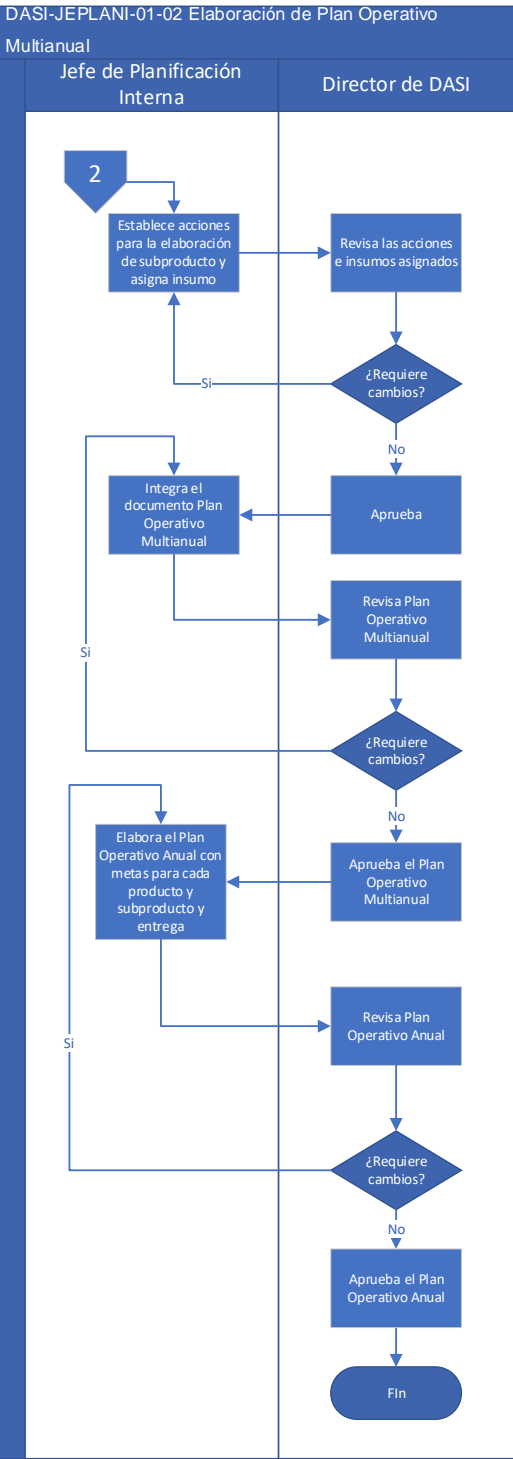 DASI-JEPLANI-01-02 Elaboración de Plan Operativo
Multianual
Jefe de Planificación
Interna
Director de DASI
2
Establece acciones
para la elaboración
de subproducto y
asigna insumo
Revisa las acciones
e insumos asignados
¿Requiere
cambios?
Si
No
Integra el
documento Plan
Operativo
Multianual
Aprueba
Revisa Plan
Operativo
Multianual
Si
¿Requiere
cambios?
No
Elabora el Plan
Operativo Anual con
metas para cada
producto y
subproducto y
entrega
Aprueba el Plan
Operativo
Multianual
Revisa Plan
Operativo Anual
Si
¿Requiere
cambios?
No
Aprueba el Plan
Operativo Anual
FIn